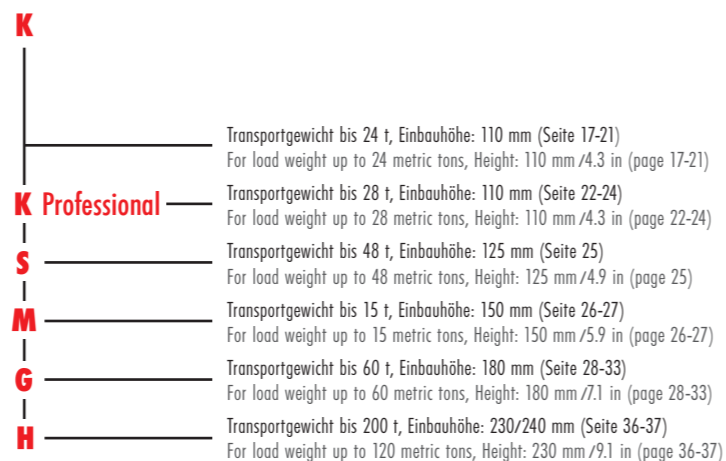 K
Transportgewicht bis 24 t, Einbauhöhe: 110 mm (Seite 17-21)
For load weight up to 24 metric tons, Height: 110 mm/4.3 in (page 17-21)
K Professional
Transportgewicht bis 28 t, Einbauhöhe: 110 mm (Seite 22-24)
For load weight up to 28 metric tons, Height: 110 mm/4.3 in (page 22-24)
S
Transportgewicht bis 48 t, Einbauhöhe: 125 mm (Seite 25)
For load weight up to 48 metric tons, Height: 125 mm/4.9 in (page 25)
M
Transportgewicht bis 15 t, Einbauhöhe: 150 mm (Seite 26-27)
For load weight up to 15 metric tons, Height: 150 mm/5.9 in (page 26-27)
G
Transportgewicht bis 60 t, Einbauhöhe: 180 mm (Seite 28-33)
For load weight up to 60 metric tons, Height: 180 mm/7.1 in (page 28-33)
H
Transportgewicht bis 200 t, Einbauhöhe: 230/240 mm (Seite 36-37)
For load weight up to 120 metric tons, Height: 230 mm/9.1 in (page 36-37)